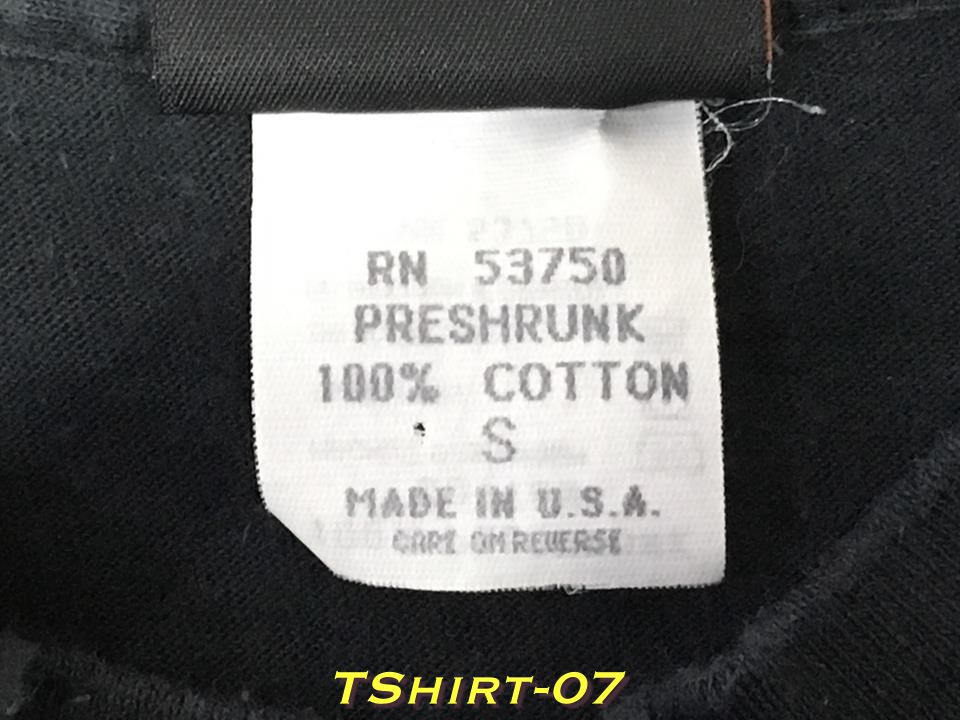 RN 53750
PRESHRUNK
100% COTTON
S
MADE IN U.S.A.
CARE ON REVERSE
TSHIRT-07